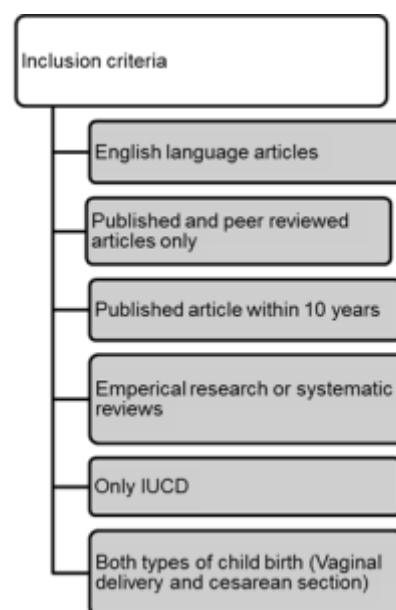 Inclusion criteria
English language articles
Published and peer reviewed
articles only
Published article within 10 years
Emperical research or systematic
reviews
Only IUCD
Both types of child birth (Vaginal
delivery and cesarean section)